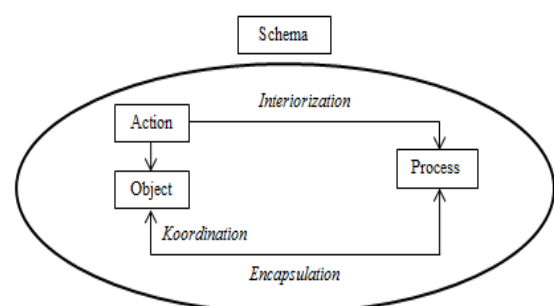 Schema
Interiorization
Action
Process
Object
Koordination
Encapsulation